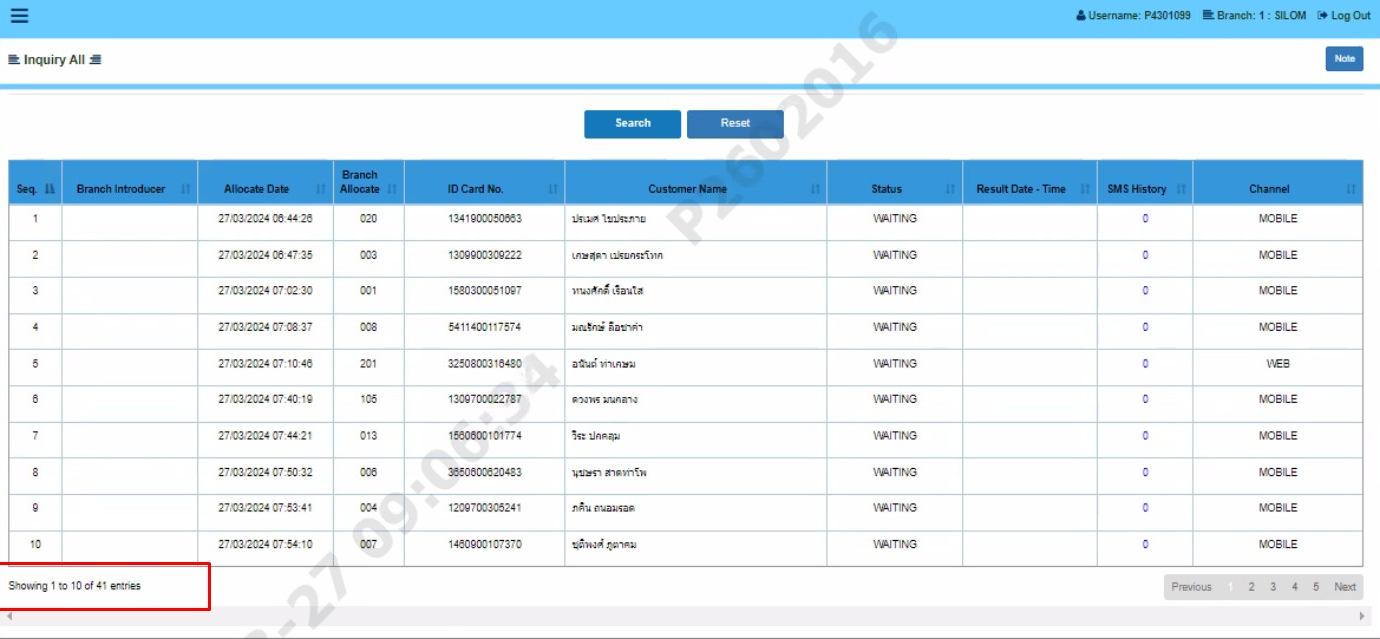 Username: P4301099 Branch: 1 : SILOM Log Out
Inquiry All Note
Search Reset
Seq. Branch Introducer Allocate Date Branch Allocate ID Card No. Customer Name Status Result Date - Time SMS History Channel
1 27/03/2024 06:44:26 020 1341900050663 ปรเมศ ไขประภาย WAITING 0 MOBILE
2 27/03/2024 06:47:35 003 1309900309222 เกษสุดา เปรยกระโทก WAITING 0 MOBILE
3 27/03/2024 07:02:30 001 1580300051097 ทนงศักดิ์ เรือนใส WAITING 0 MOBILE
4 27/03/2024 07:08:37 008 5411400117574 มณรักษ์ ลือชาคำ WAITING 0 MOBILE
5 27/03/2024 07:10:46 201 3250800316480 อนันต์ ทำเกษม WAITING 0 WEB
6 27/03/2024 07:40:19 105 1309700022787 ดวงพร มนกลาง WAITING 0 MOBILE
7 27/03/2024 07:44:21 013 1560600101774 วีระ ปกคลุม WAITING 0 MOBILE
8 27/03/2024 07:50:32 006 3650600620483 นุชษรา สาดท่าโพ WAITING 0 MOBILE
9 27/03/2024 07:53:41 004 1209700305241 ภคิน ถนอมรอด WAITING 0 MOBILE
10 27/03/2024 07:54:10 007 1460900107370 ชุติพงศ์ ภูตาคม WAITING 0 MOBILE
Showing 1 to 10 of 41 entries Previous 1 2 3 4 5 Next
P2602016
-27 09:06:34